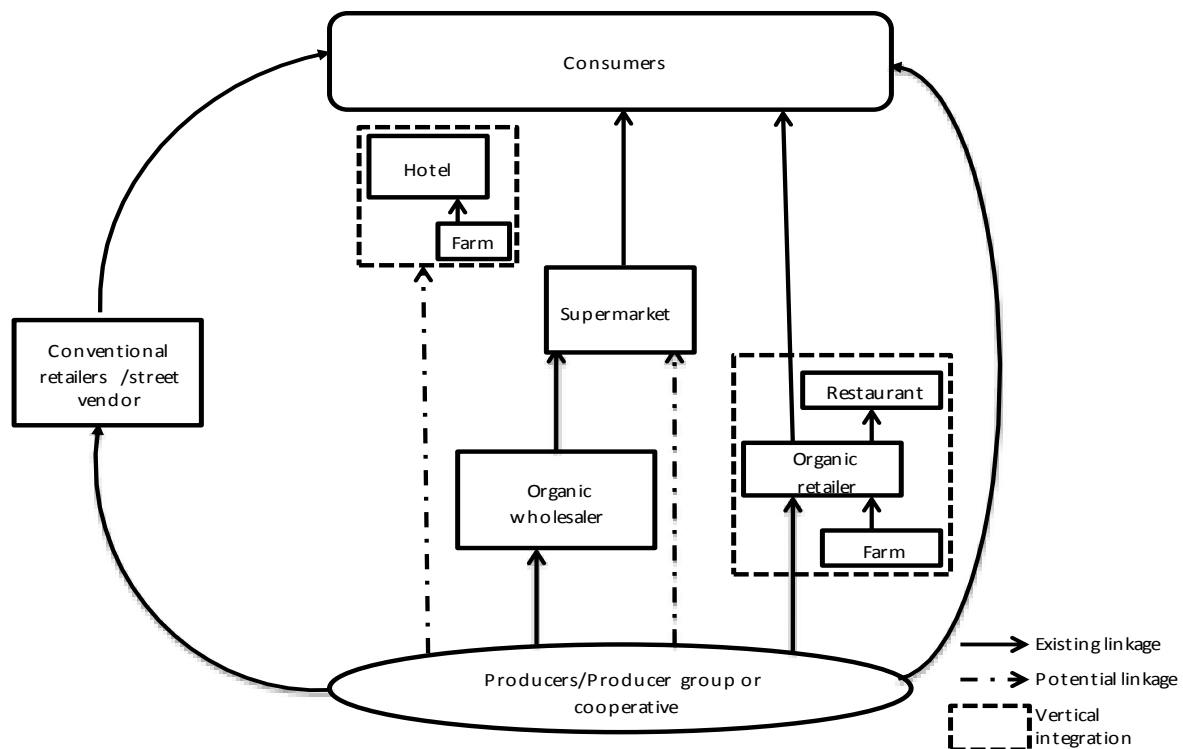 Consumers
Hotel
Farm
Supermarket
Conventional
retailers /street
vendor
Restaurant
Organic
retailer
Organic
wholesaler
Farm
Producers/Producer group or
cooperative
Existing linkage
Potential linkage
Vertical
integration